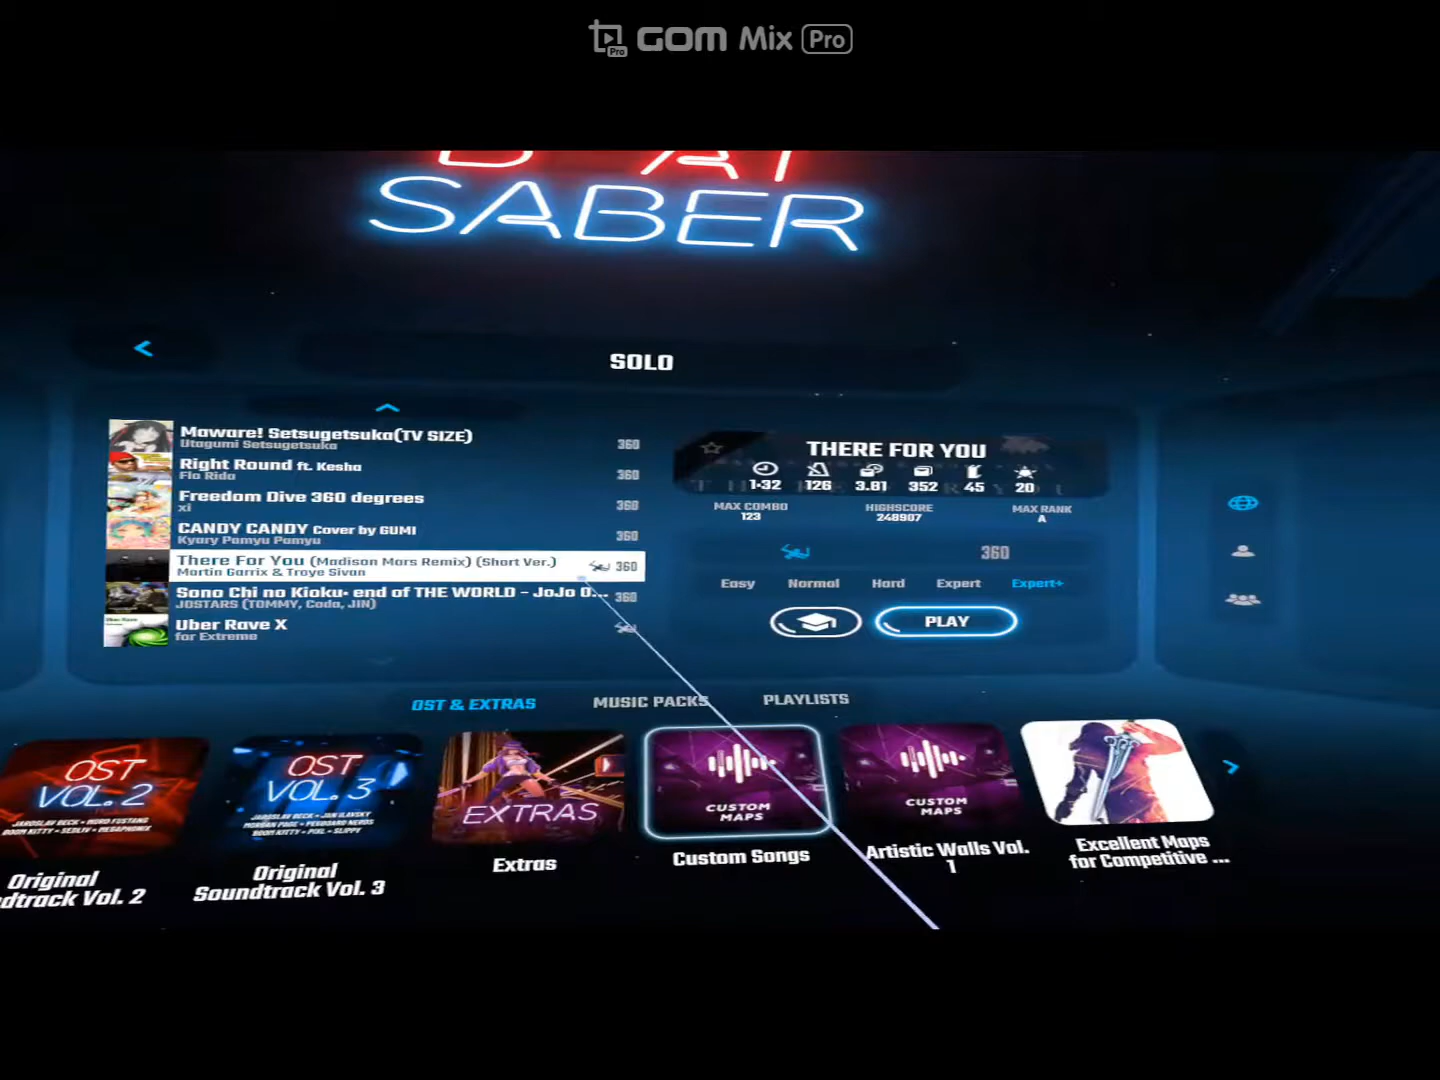 GOM Mix Pro
SABER
SOLO
Maware! Setsugetsuka(TV SIZE)
Utagumi Setsugetsuka
360
Right Round ft. Kesha
Flo Rida
360
Freedom Dive 360 degrees
xi
360
CANDY CANDY Cover by GUMI
Kyary Pamyu Pamyu
360
There For You (Madison Mars Remix) (Short Ver.)
Martin Garrix & Troye Sivan
360
Sono Chi no Kioku• end of THE WORLD - JoJo O...
JOSTARS (TOMMY, Coda, JIN)
360
Uber Rave X
for Extreme
THERE FOR YOU
1:32 126 3.81 352 45 20
MAX COMBO
123
HIGHSCORE
248907
MAX RANK
A
360
Easy Normal Hard Expert Expert+
PLAY
OST & EXTRAS MUSIC PACKS PLAYLISTS
OST
VOL. 2
OST
VOL. 3
EXTRAS
CUSTOM
MAPS
CUSTOM
MAPS
Original
dtrack Vol. 2
Original
Soundtrack Vol. 3
Extras
Custom Songs
Artistic Walls Vol.
1
Excellent Maps
for Competitive ...